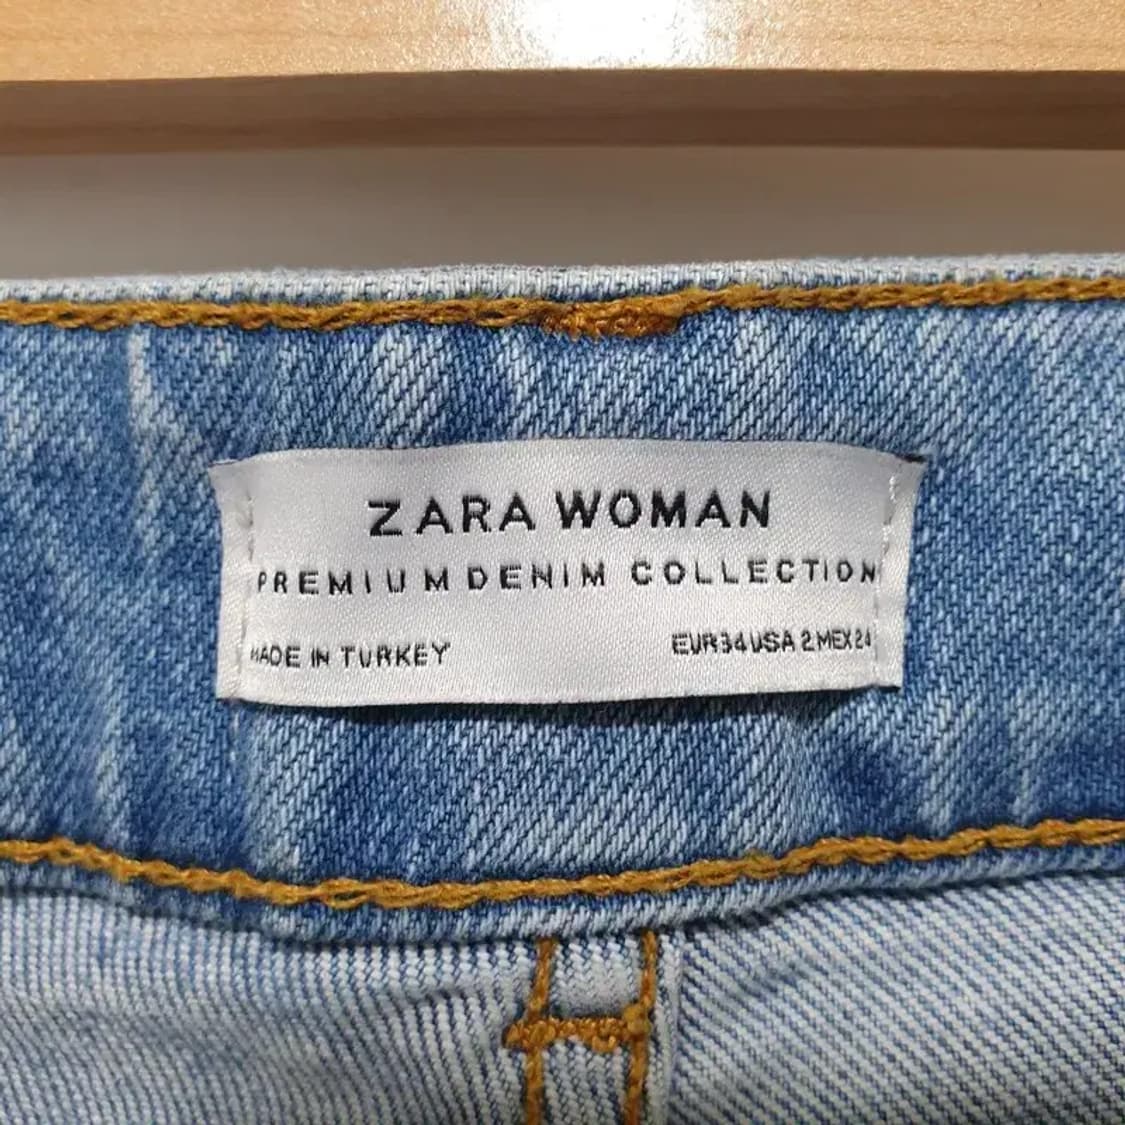 ZARA WOMAN
PREMIUM DENIM COLLECTION
MADE IN TURKEY EUR 34 USA 2 MEX 24